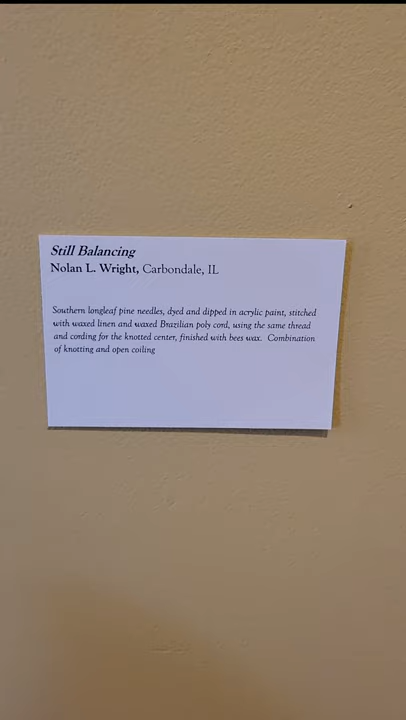 Still Balancing
Nolan L. Wright, Carbondale, IL
Southern longleaf pine needles, dyed and dipped in acrylic paint, stitched
with waxed linen and waxed Brazilian poly cord, using the same thread
and cording for the knotted center, finished with bees wax. Combination
of knotting and open coiling